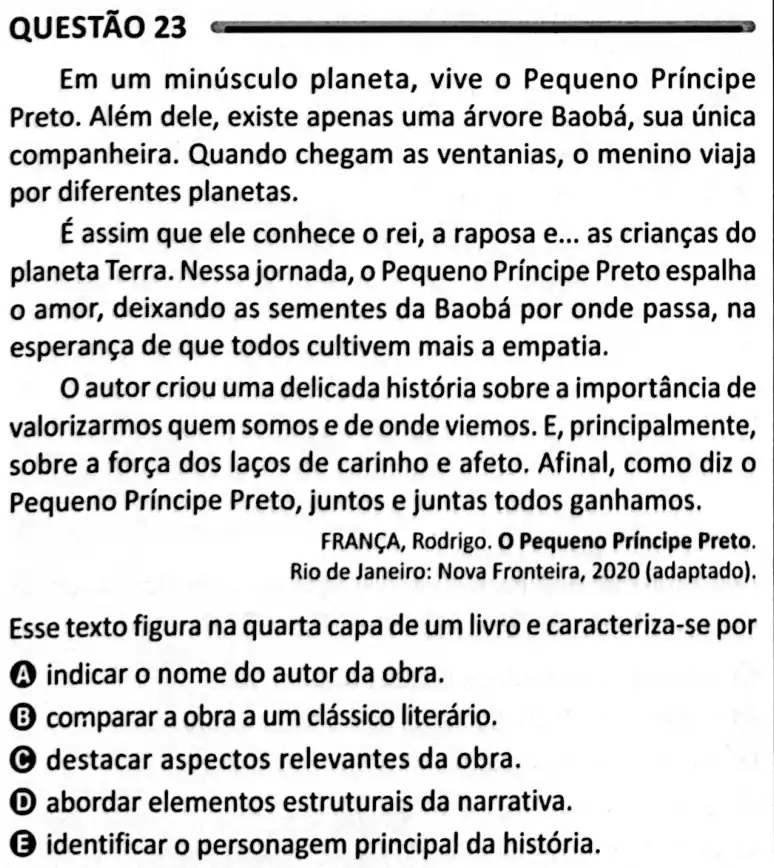 QUESTÃO 23
Em um minúsculo planeta, vive o Pequeno Príncipe
Preto. Além dele, existe apenas uma árvore Baobá, sua única
companheira. Quando chegam as ventanias, o menino viaja
por diferentes planetas.
É assim que ele conhece o rei, a raposa e... as crianças do
planeta Terra. Nessa jornada, o Pequeno Príncipe Preto espalha
o amor, deixando as sementes da Baobá por onde passa, na
esperança de que todos cultivem mais a empatia.
O autor criou uma delicada história sobre a importância de
valorizarmos quem somos e de onde viemos. E, principalmente,
sobre a força dos laços de carinho e afeto. Afinal, como diz o
Pequeno Príncipe Preto, juntos e juntas todos ganhamos.
FRANÇA, Rodrigo. O Pequeno Príncipe Preto.
Rio de Janeiro: Nova Fronteira, 2020 (adaptado).
Esse texto figura na quarta capa de um livro e caracteriza-se por
A indicar o nome do autor da obra.
B comparar a obra a um clássico literário.
C destacar aspectos relevantes da obra.
D abordar elementos estruturais da narrativa.
E identificar o personagem principal da história.